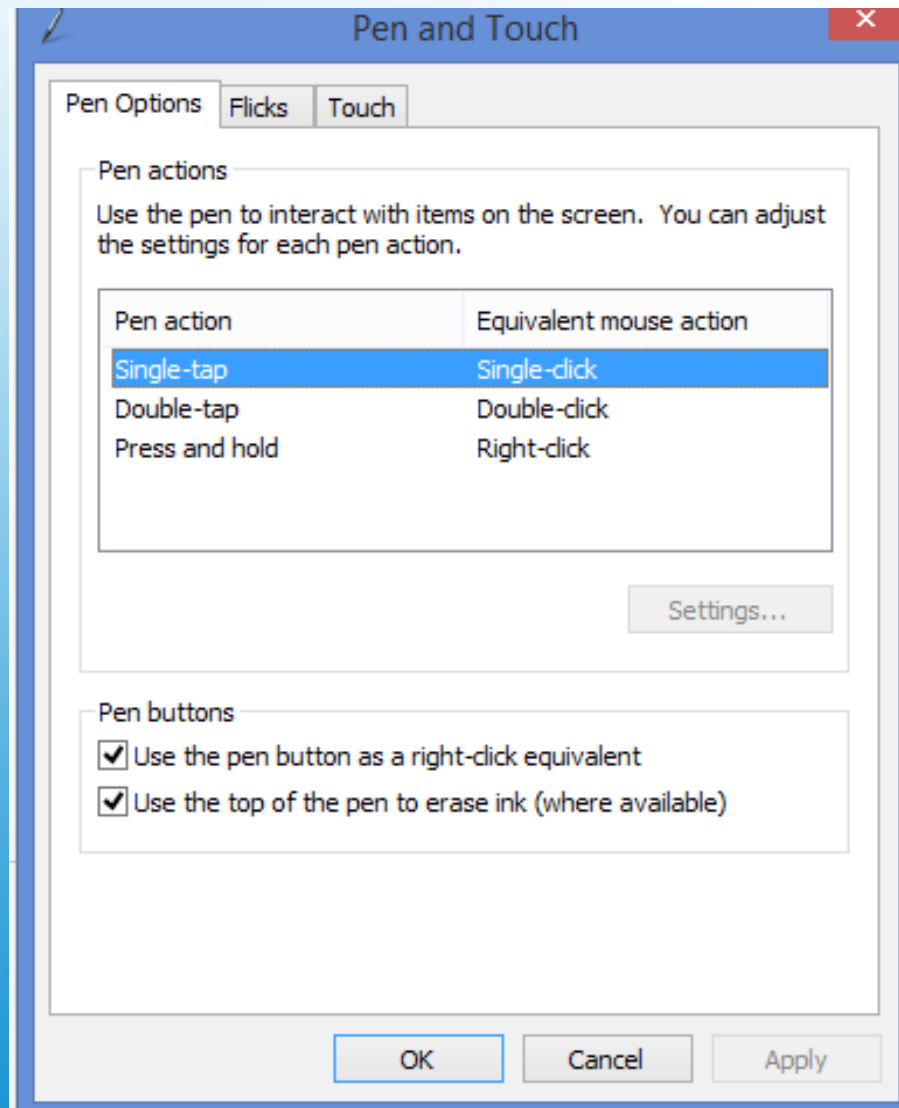 Pen and Touch
Pen Options Flicks Touch
Pen actions
Use the pen to interact with items on the screen. You can adjust
the settings for each pen action.
Pen action Equivalent mouse action
Single-tap Single-click
Double-tap Double-click
Press and hold Right-click
Settings...
Pen buttons
Use the pen button as a right-click equivalent
Use the top of the pen to erase ink (where available)
OK Cancel Apply